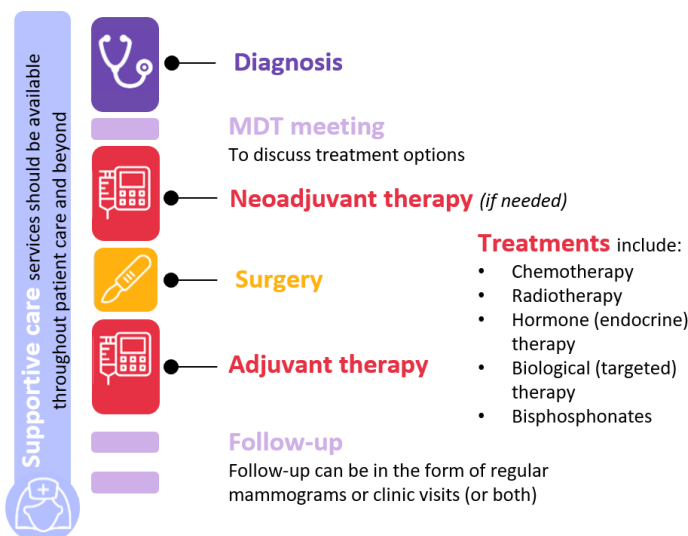 Supportive care services should be available
throughout patient care and beyond
Diagnosis
MDT meeting
To discuss treatment options
Neoadjuvant therapy (if needed)
Surgery
Adjuvant therapy
Treatments include:
• Chemotherapy
• Radiotherapy
• Hormone (endocrine)
therapy
• Biological (targeted)
therapy
• Bisphosphonates
Follow-up
Follow-up can be in the form of regular
mammograms or clinic visits (or both)